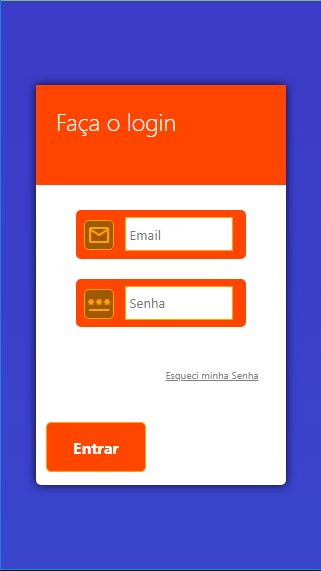 Faça o login
Email
Senha
Esqueci minha Senha
Entrar